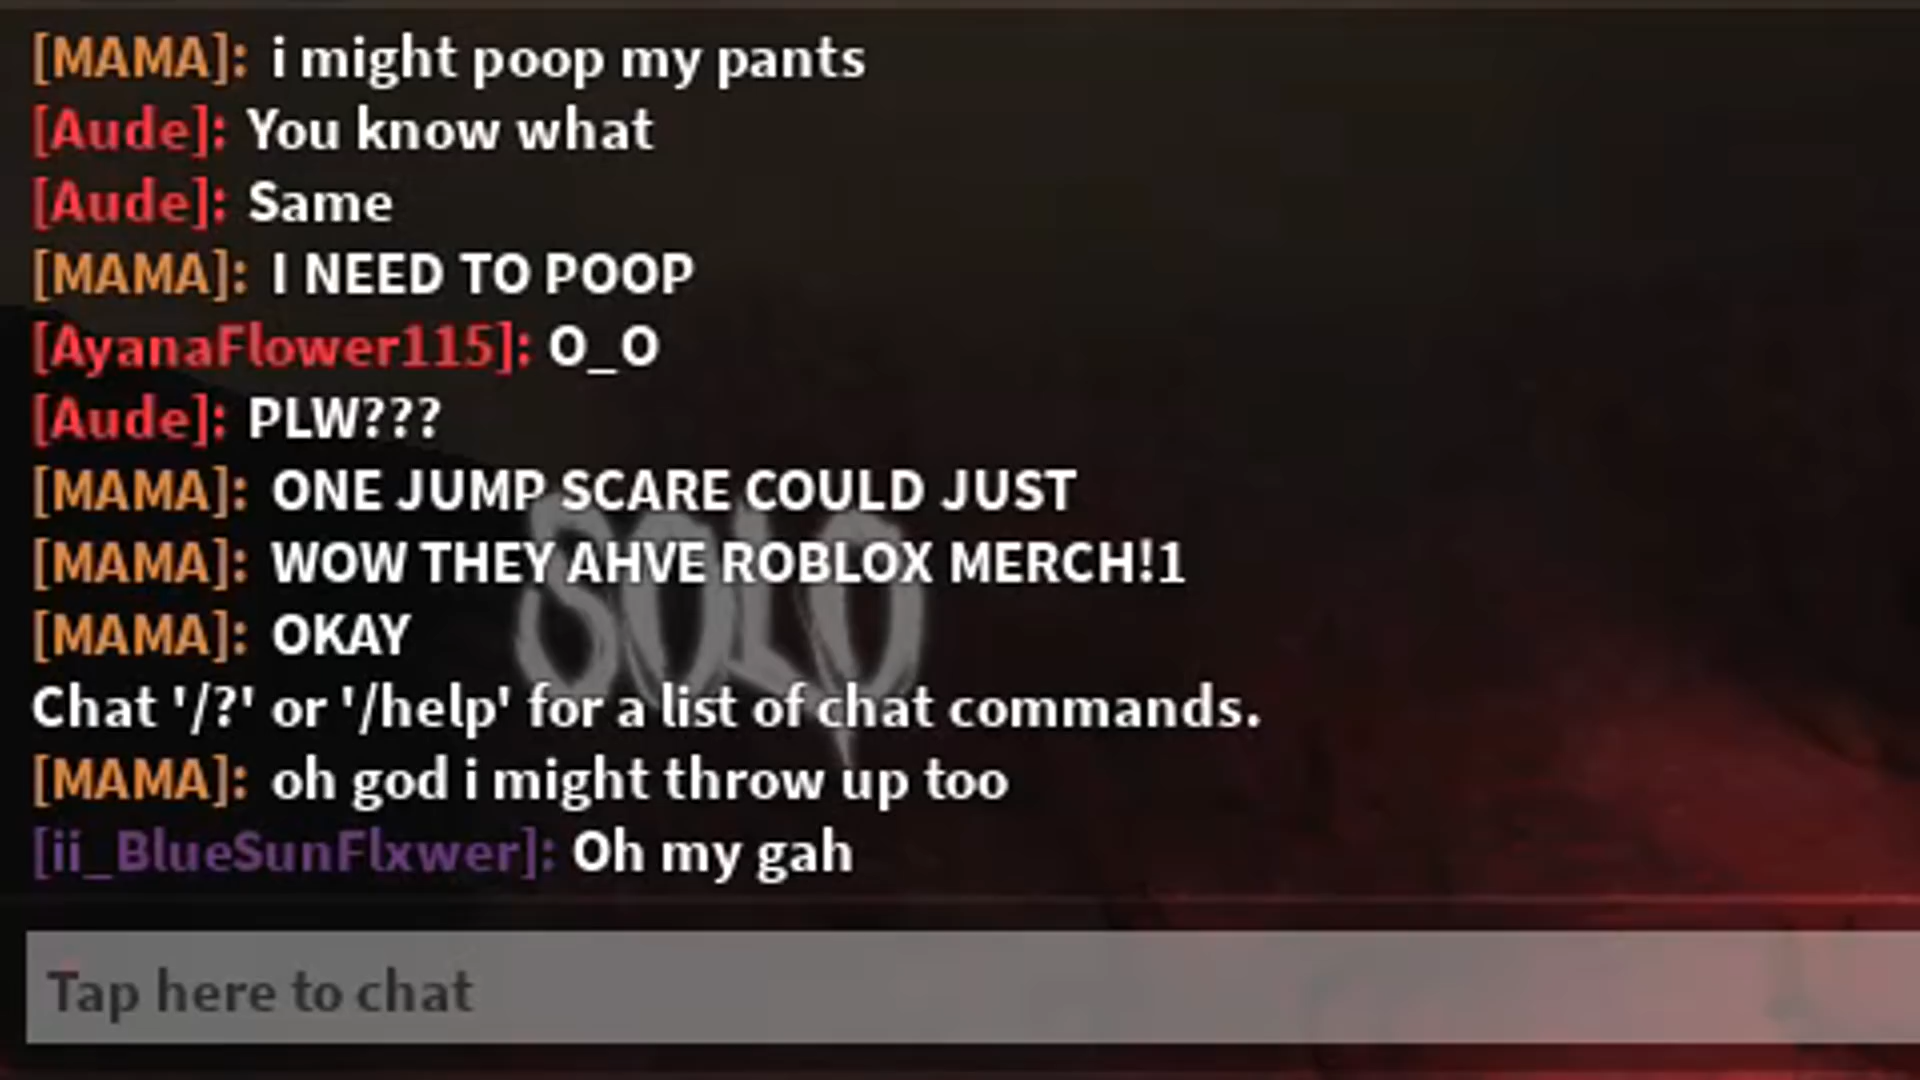 [MAMA]: i might poop my pants
[Aude]: You know what
[Aude]: Same
[MAMA]: I NEED TO POOP
[AyanaFlower115]: O_O
[Aude]: PLW???
[MAMA]: ONE JUMP SCARE COULD JUST
[MAMA]: WOW THEY AHVE ROBLOX MERCH!1
SOLO
[MAMA]: OKAY
Chat '/?' or '/help' for a list of chat commands.
[MAMA]: oh god i might throw up too
[ii_BlueSunFlxwer]: Oh my gah
Tap here to chat